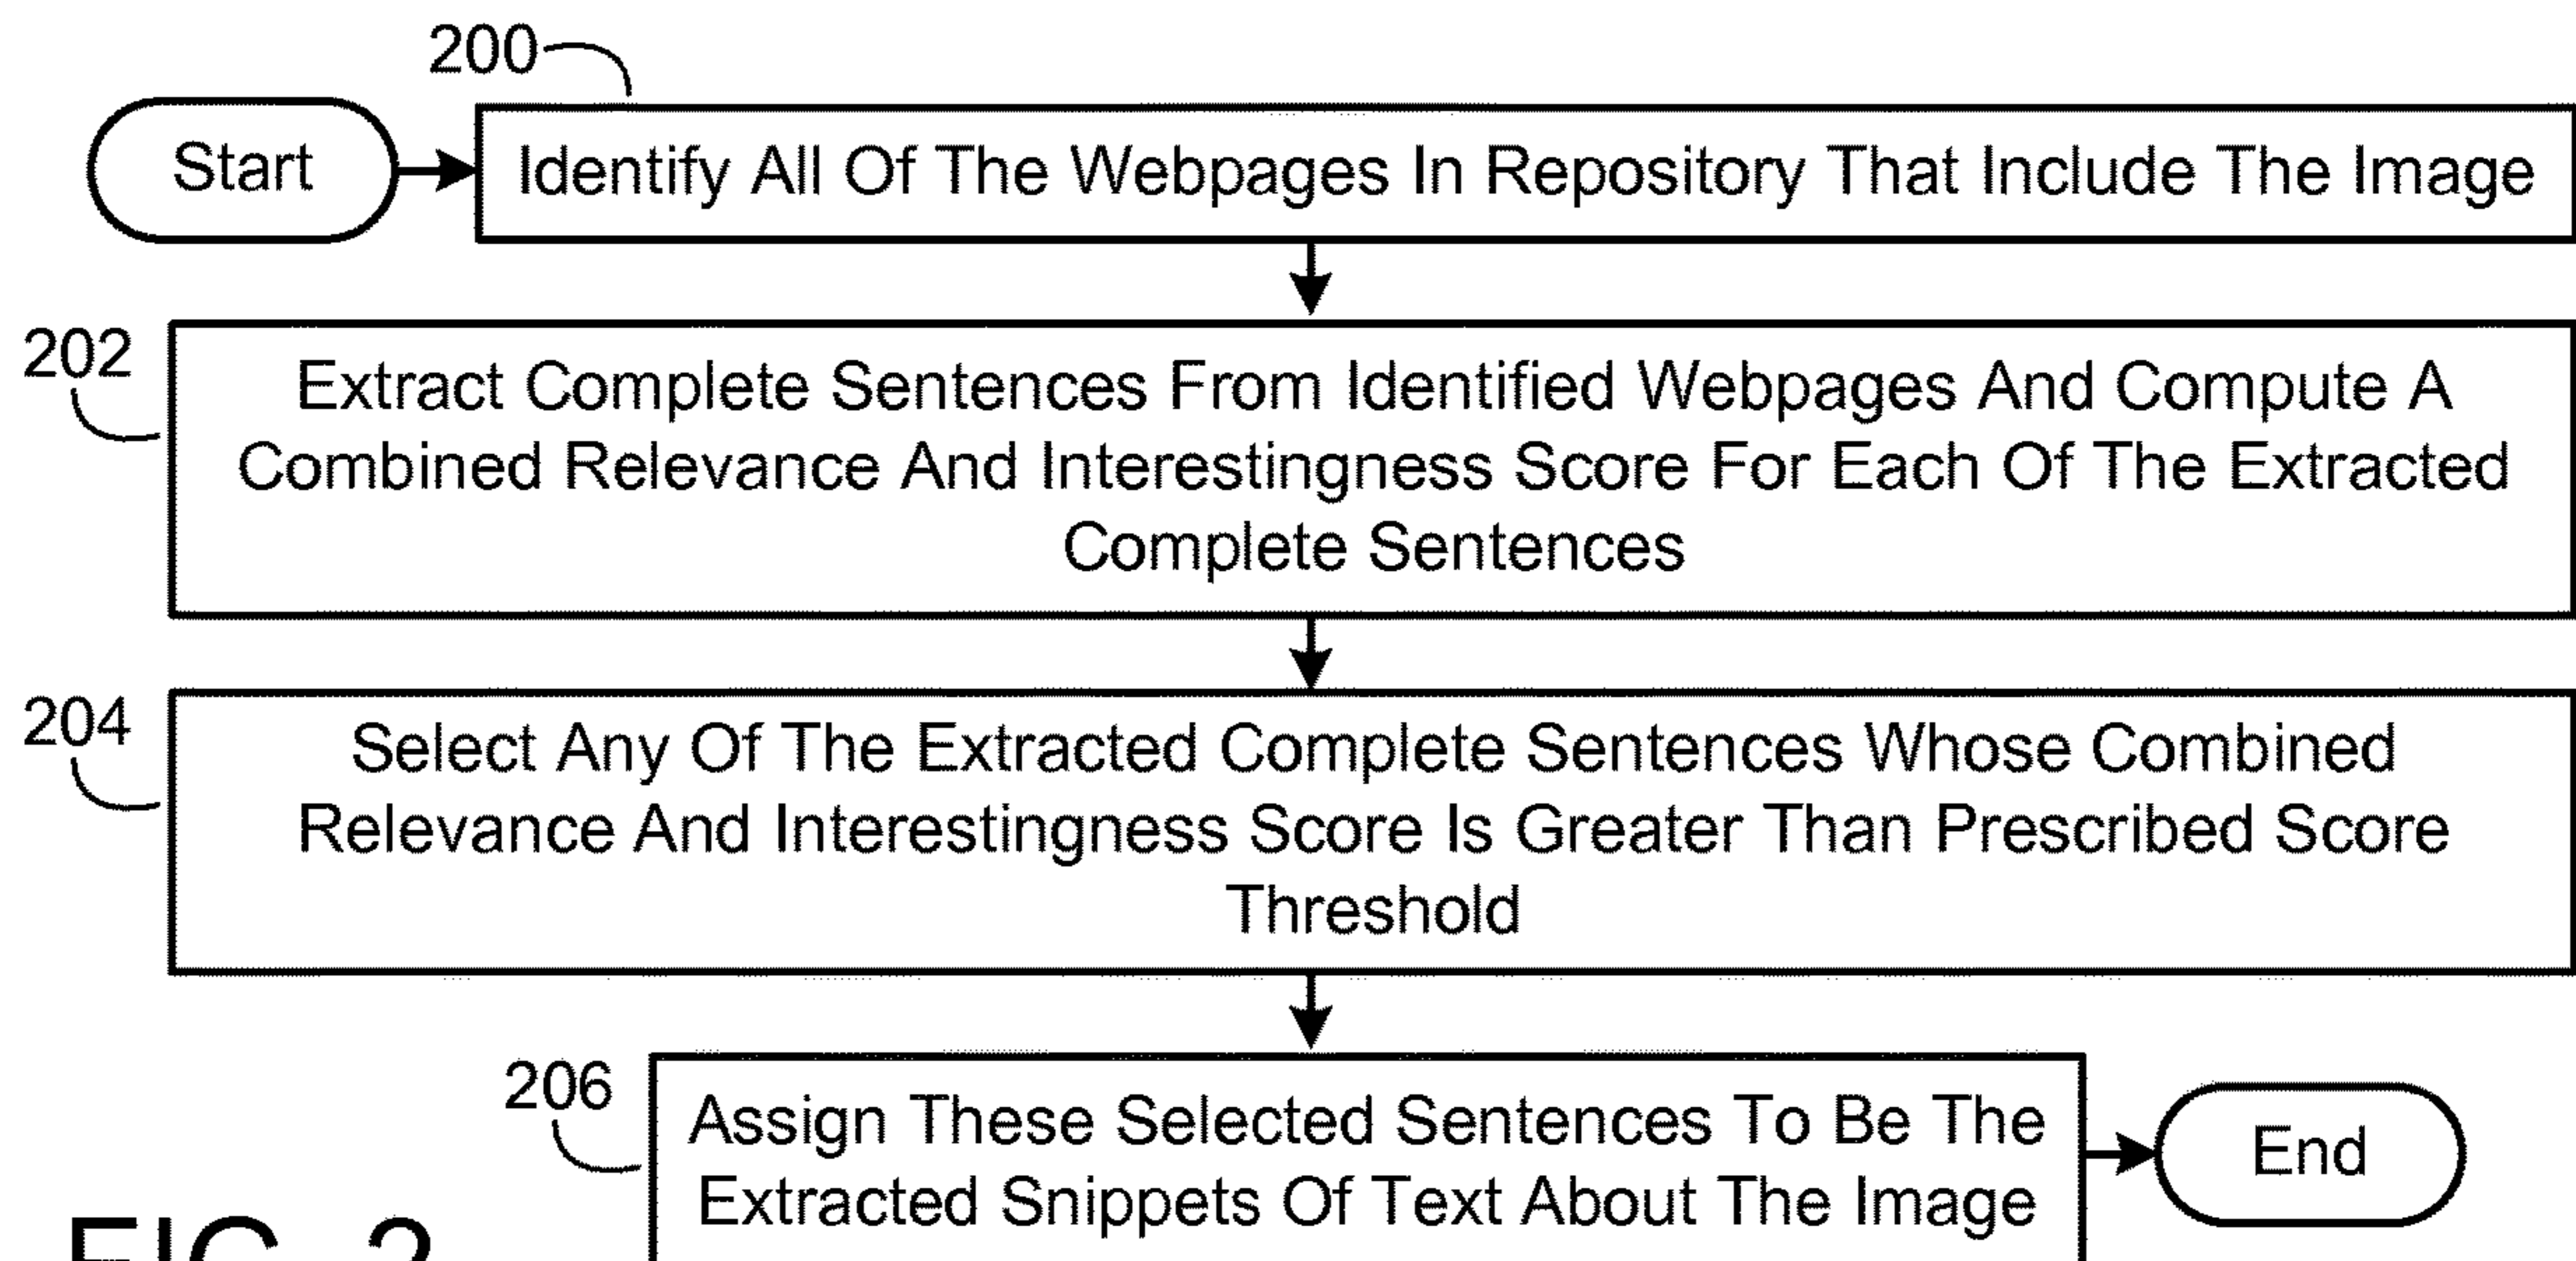 200
Start
Identify All Of The Webpages In Repository That Include The Image
202
Extract Complete Sentences From Identified Webpages And Compute A
Combined Relevance And Interestingness Score For Each Of The Extracted
Complete Sentences
204
Select Any Of The Extracted Complete Sentences Whose Combined
Relevance And Interestingness Score Is Greater Than Prescribed Score
Threshold
206
Assign These Selected Sentences To Be The
Extracted Snippets Of Text About The Image
End
FIG. 2